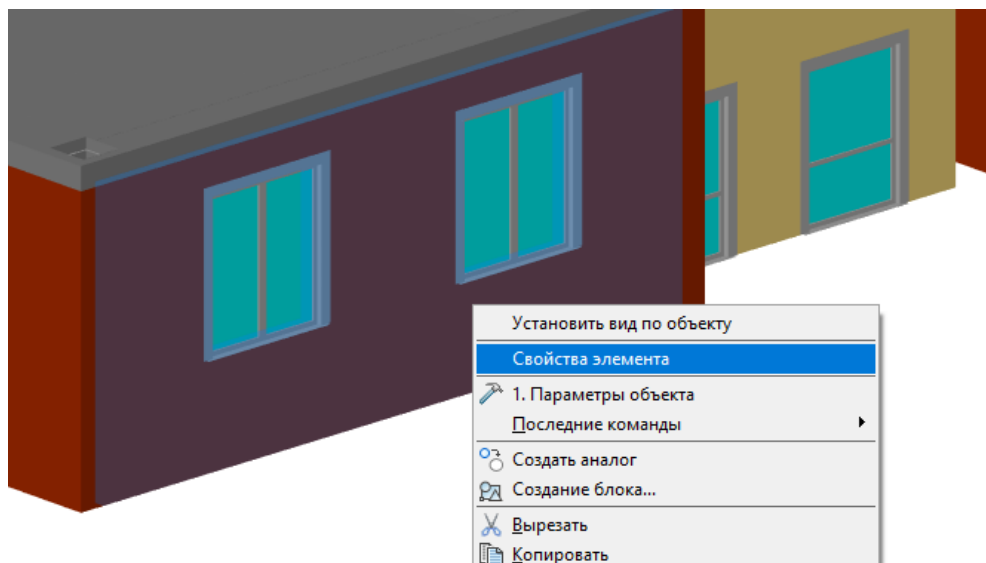 Установить вид по объекту
Свойства элемента
1. Параметры объекта
Последние команды
Создать аналог
Создание блока...
Вырезать
Копировать